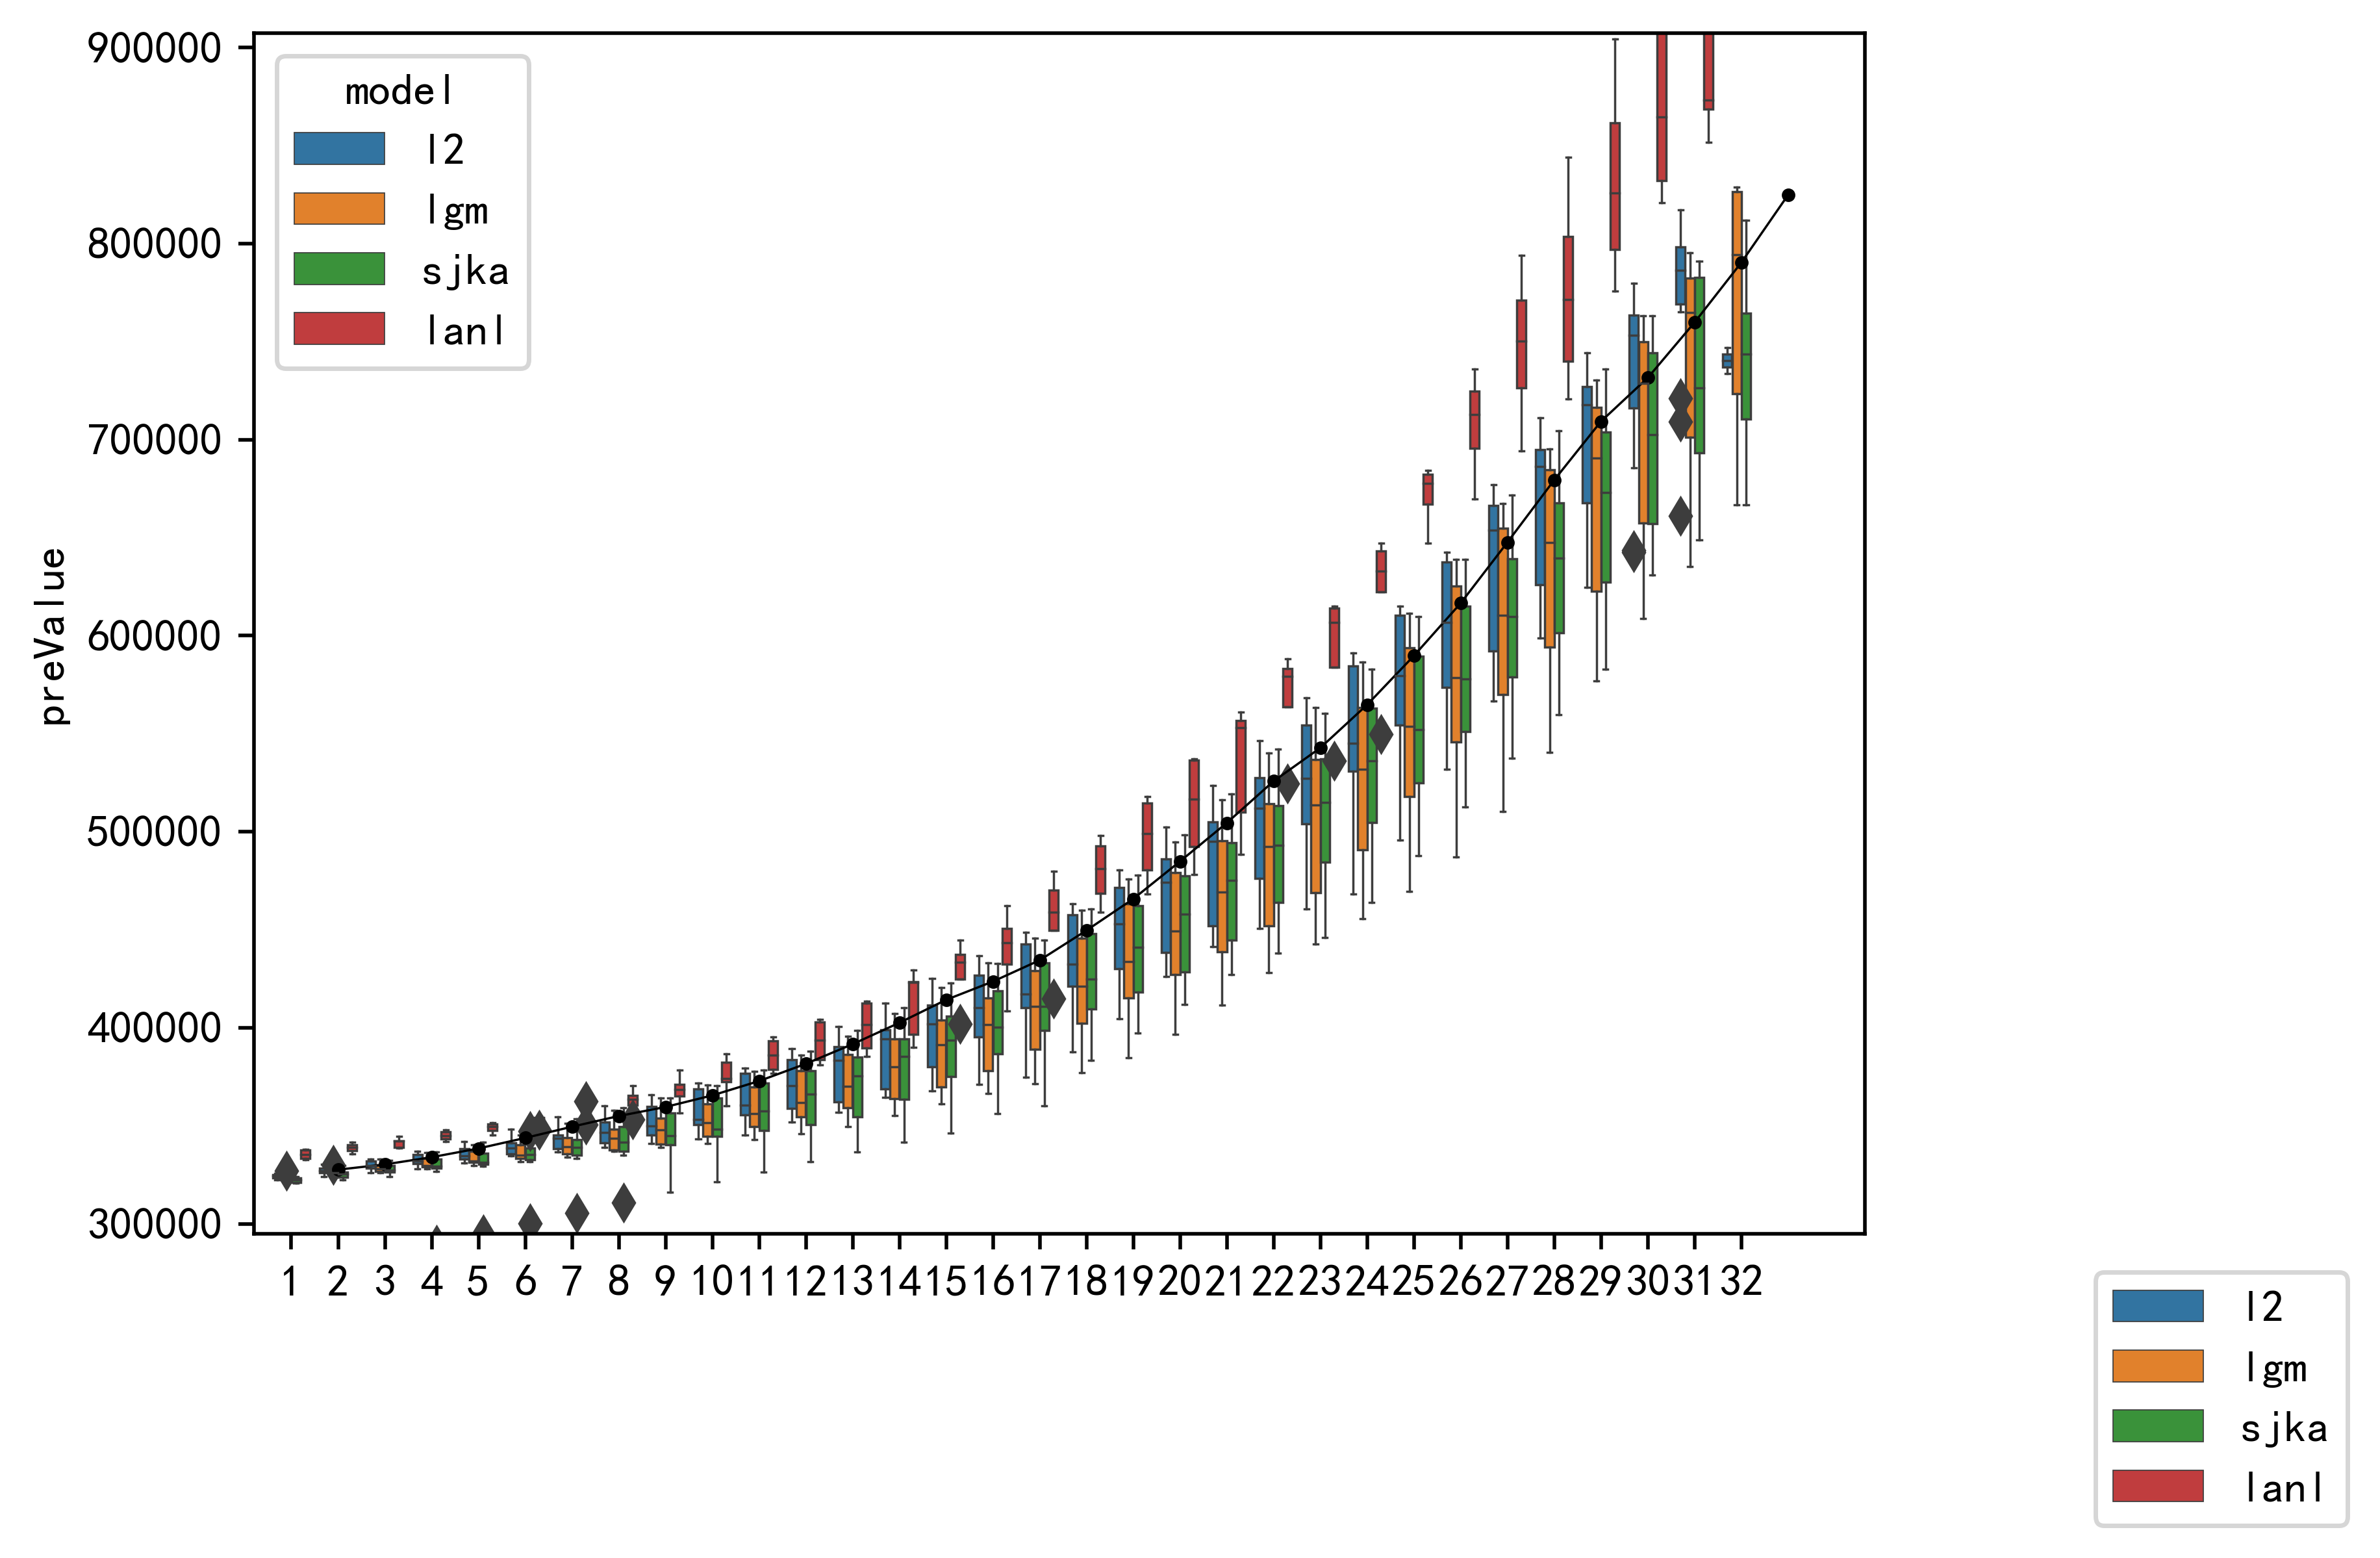 900000
800000
700000
600000
500000
400000
300000
preValue
model
l2
lgm
sjka
lanl
1 2 3 4 5 6 7 8 9 10 11 12 13 14 15 16 17 18 19 20 21 22 23 24 25 26 27 28 29 30 31 32
l2
lgm
sjka
lanl